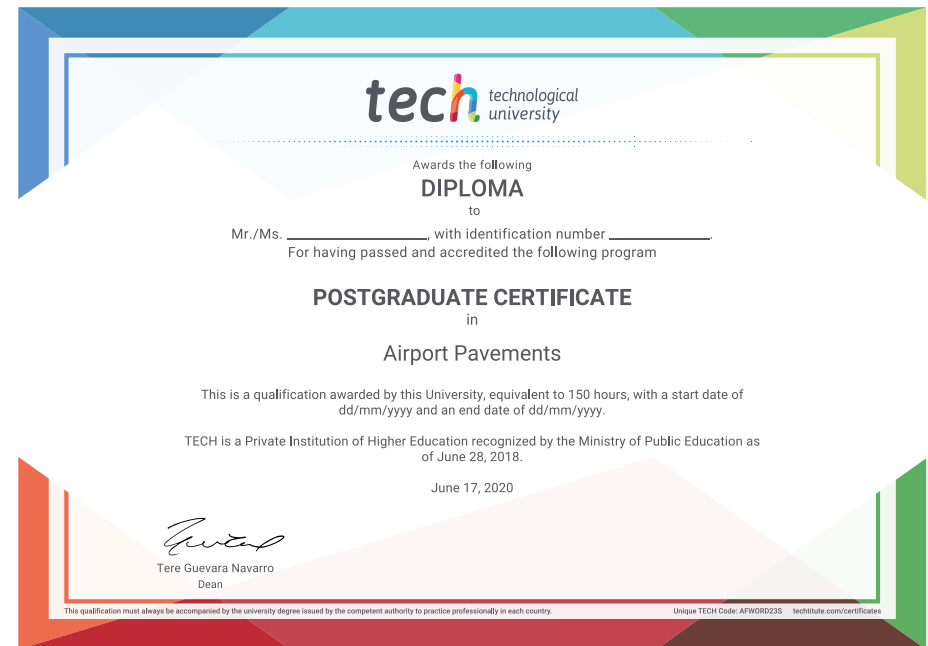 tech technological
university
Awards the following
DIPLOMA
to
Mr./Ms. ____________________, with identification number ______________.
For having passed and accredited the following program
POSTGRADUATE CERTIFICATE
in
Airport Pavements
This is a qualification awarded by this University, equivalent to 150 hours, with a start date of
dd/mm/yyyy and an end date of dd/mm/yyyy.
TECH is a Private Institution of Higher Education recognized by the Ministry of Public Education as
of June 28, 2018.
June 17, 2020
Tere Guevara Navarro
Dean
This qualification must always be accompanied by the university degree issued by the competent authority to practice professionally in each country. Unique TECH Code: AFWORD23S techtitute.com/certificates